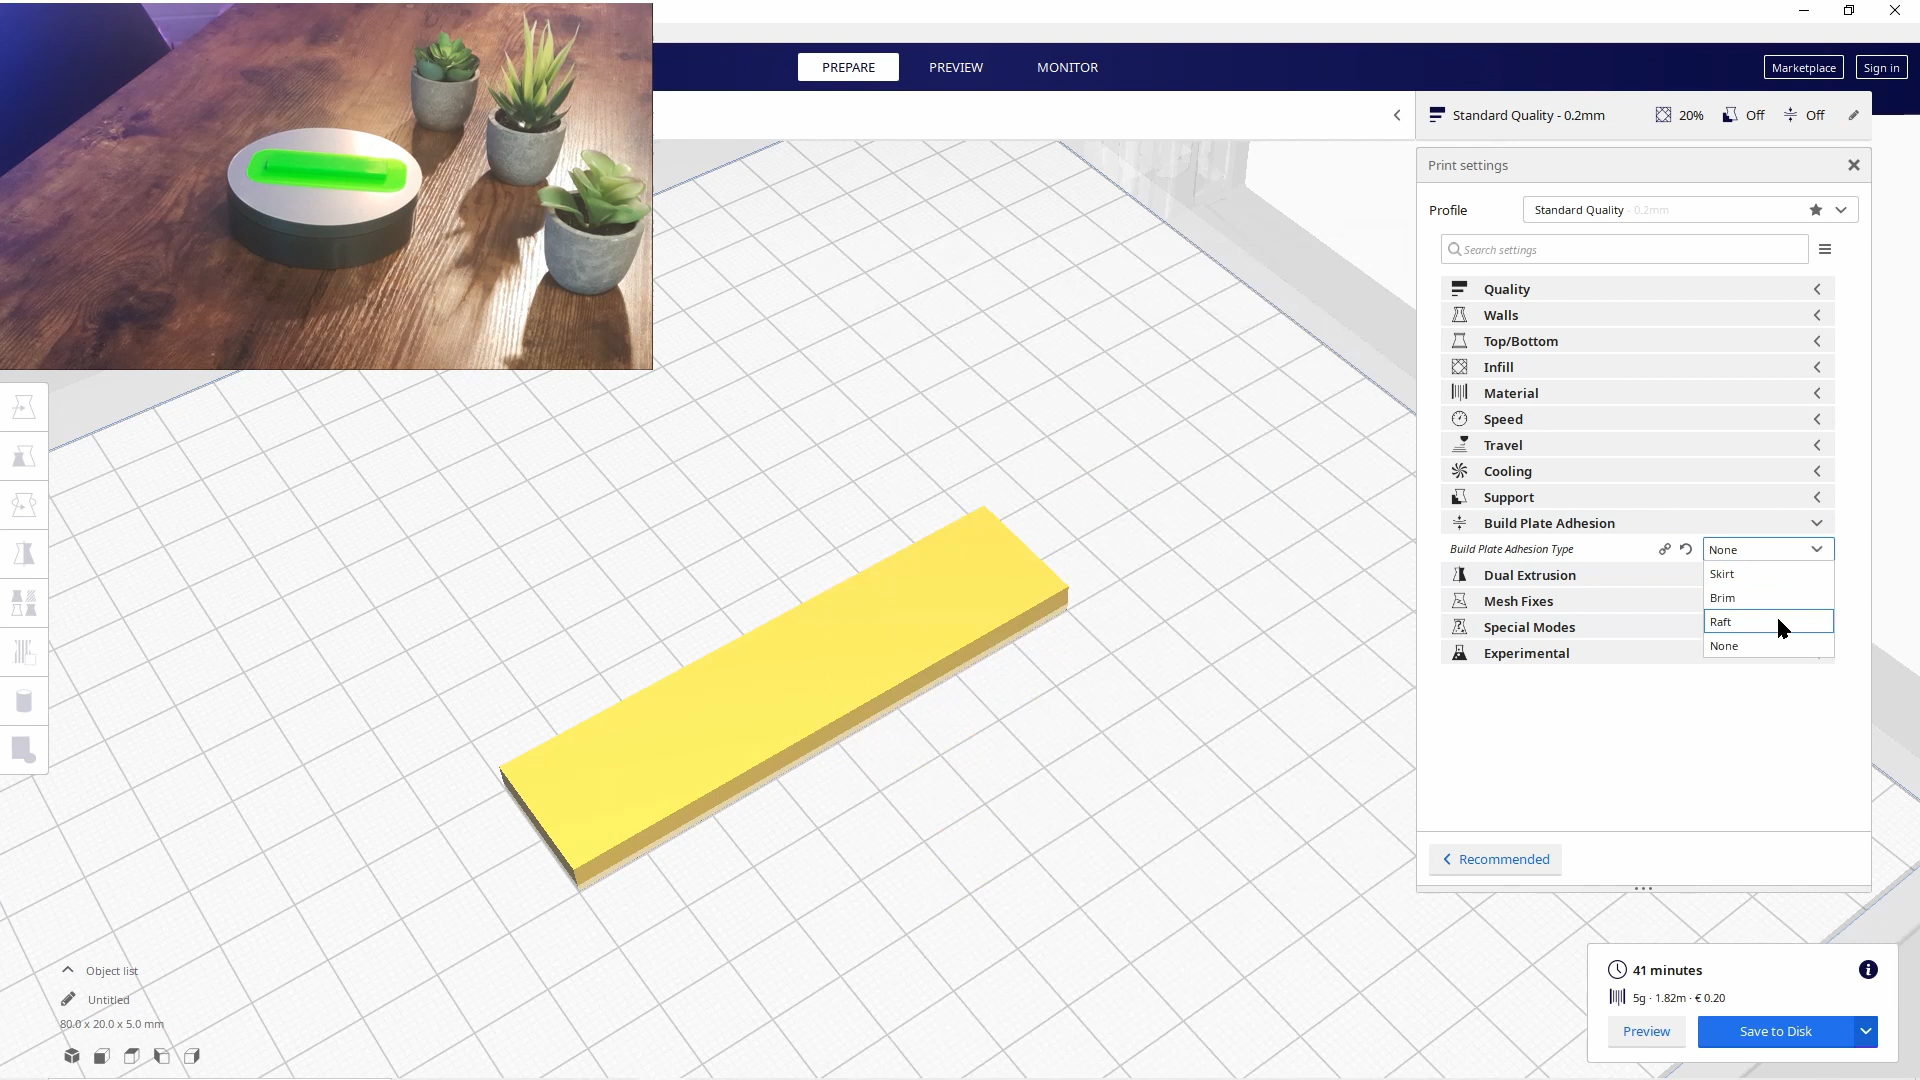 PREPARE PREVIEW MONITOR Marketplace Sign in
Standard Quality - 0.2mm 20% Off Off
Print settings
Profile Standard Quality - 0.2mm
Search settings
Quality
Walls
Top/Bottom
Infill
Material
Speed
Travel
Cooling
Support
Build Plate Adhesion
Build Plate Adhesion Type None
Skirt
Dual Extrusion
Brim
Mesh Fixes
Raft
Special Modes
None
Experimental
Recommended
Object list
Untitled
80.0 x 20.0 x 5.0 mm
41 minutes
5g · 1.82m · € 0.20
Preview Save to Disk